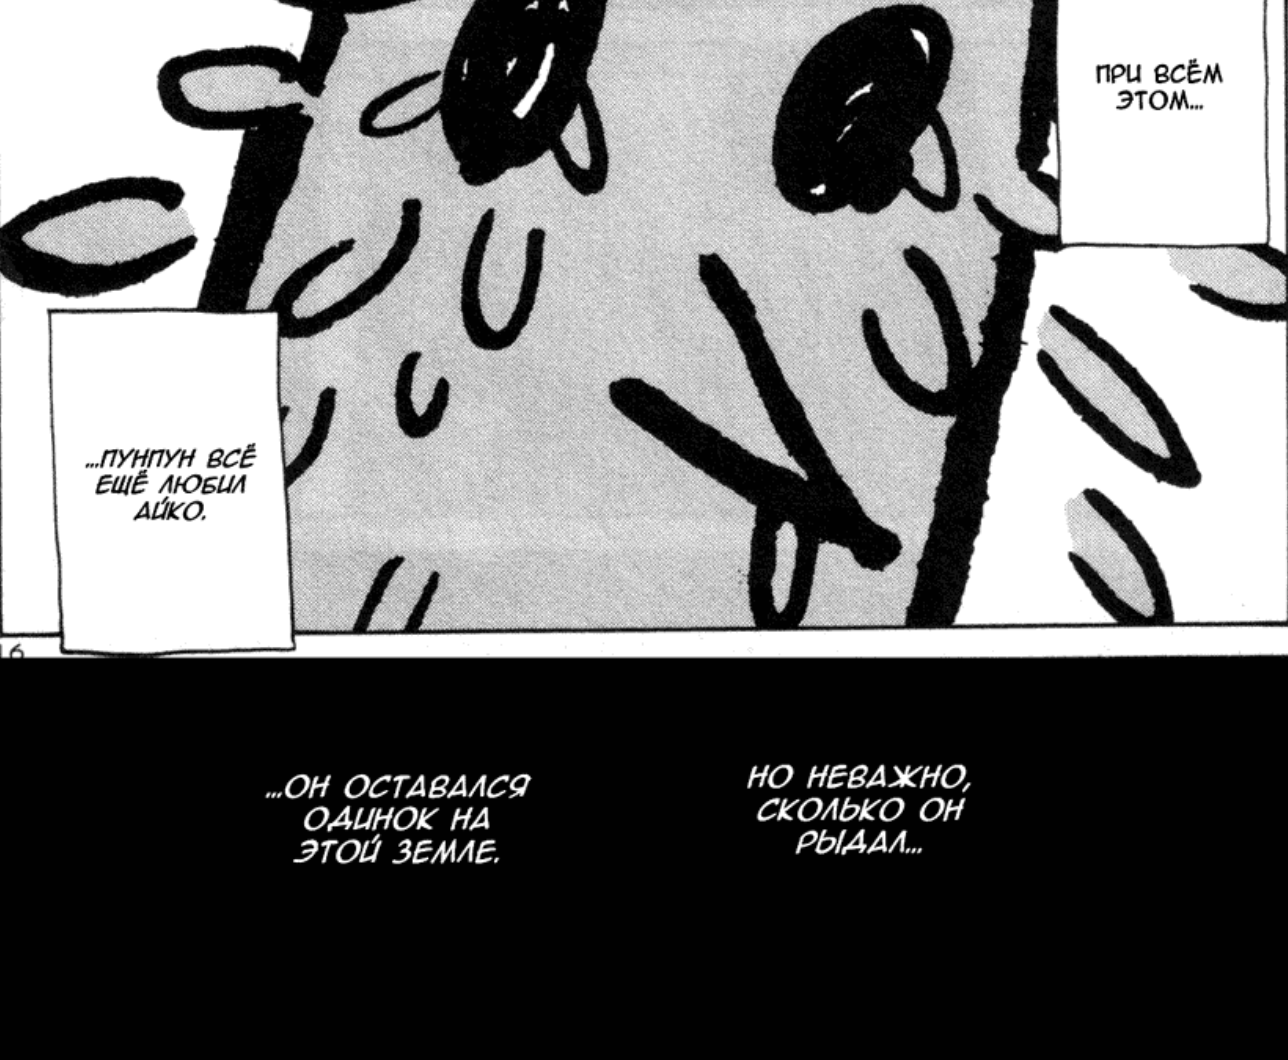 ПРИ ВСЁМ
ЭТОМ...
...ПУНПУН ВСЁ
ЕЩЁ ЛЮБИЛ
АЙКО.
16
НО НЕВАЖНО,
СКОЛЬКО ОН
РЫДАЛ...
...ОН ОСТАВАЛСЯ
ОДИНОК НА
ЭТОЙ ЗЕМЛЕ.